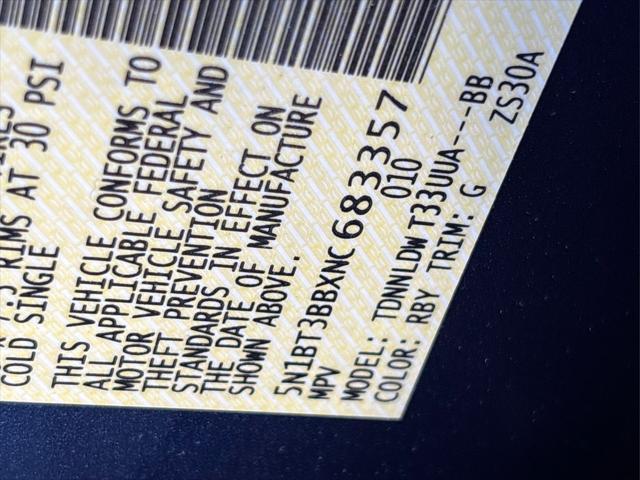 RIMS AT 30 PSI
COLD SINGLE
THIS VEHICLE CONFORMS TO
ALL APPLICABLE FEDERAL
MOTOR VEHICLE SAFETY AND
THEFT PREVENTION
STANDARDS IN EFFECT ON
THE DATE OF MANUFACTURE
SHOWN ABOVE.
5N1BT3BBXNC683357
MPV 010
MODEL: TDNNLDWT33UUA---BB
COLOR: RBY TRIM: G ZS30A